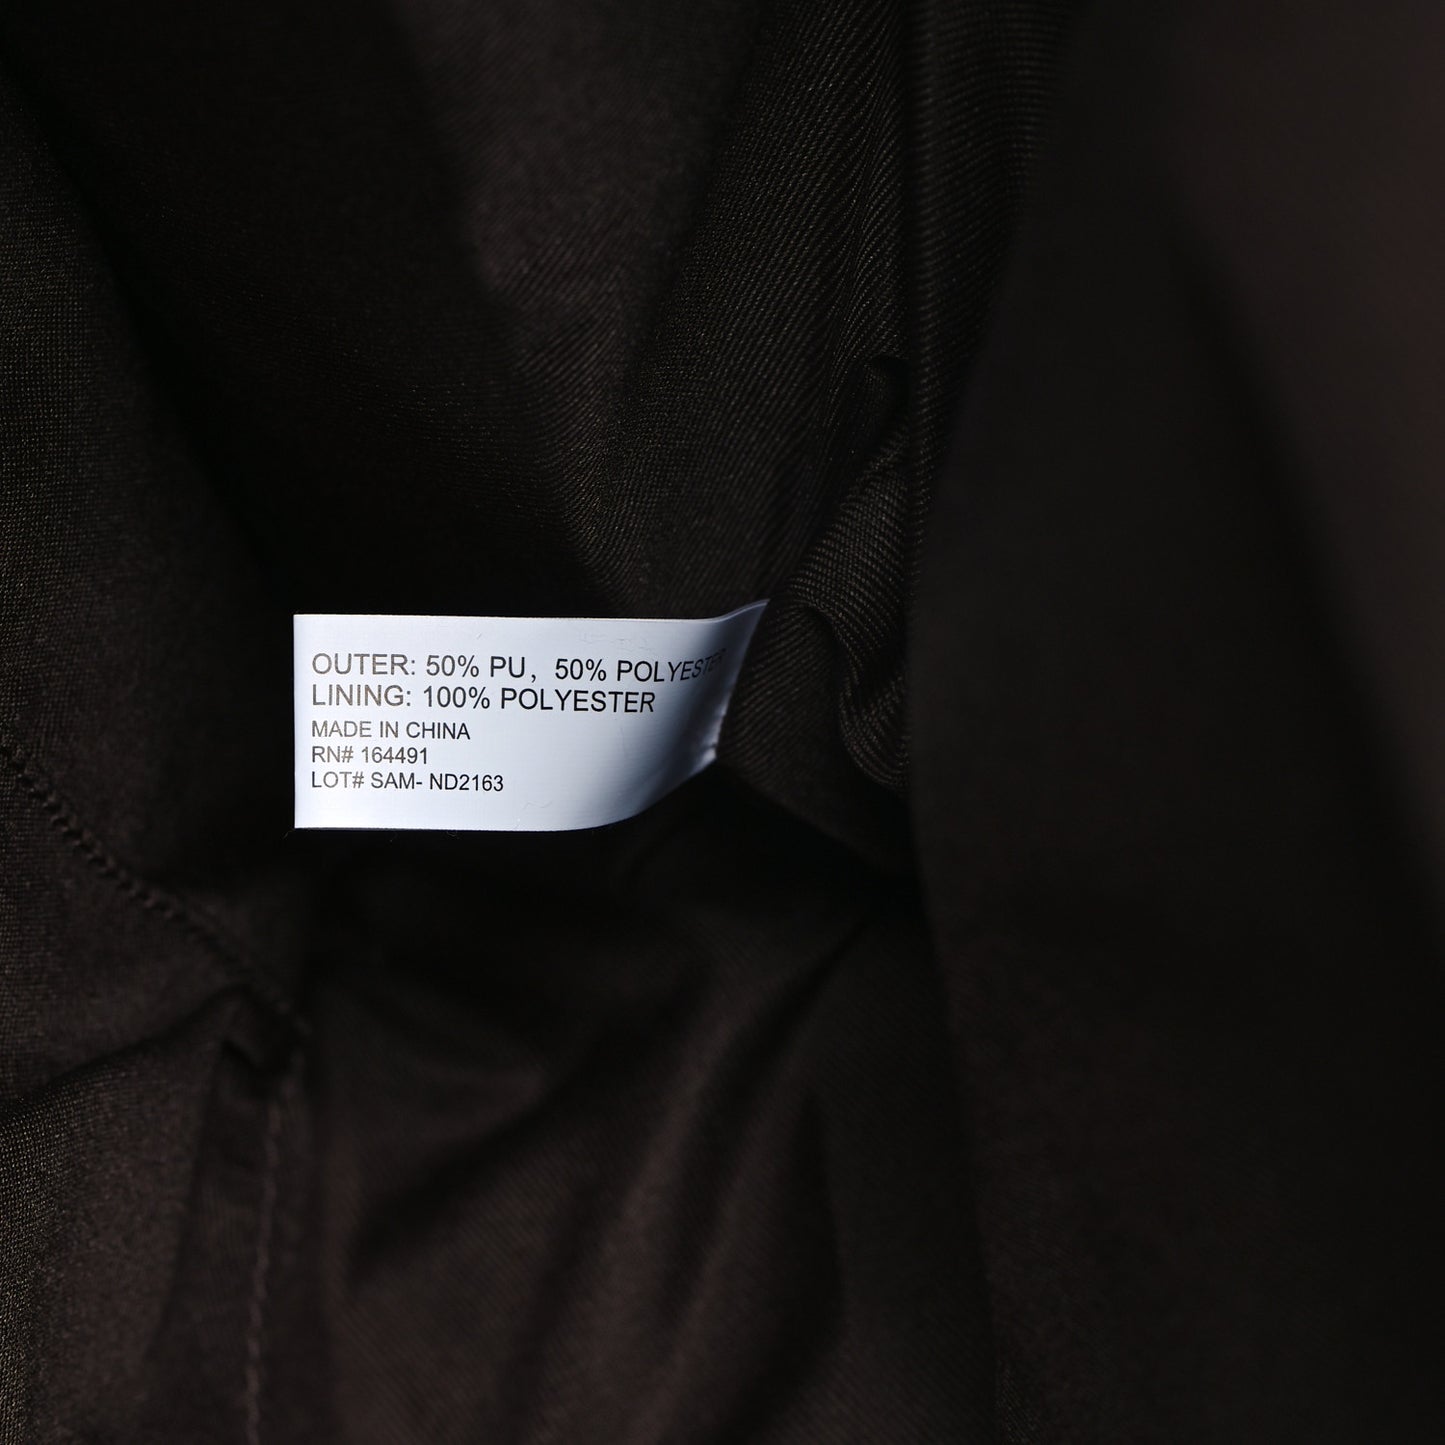 OUTER: 50% PU, 50% POLYESTER
LINING: 100% POLYESTER
MADE IN CHINA
RN# 164491
LOT# SAM- ND2163